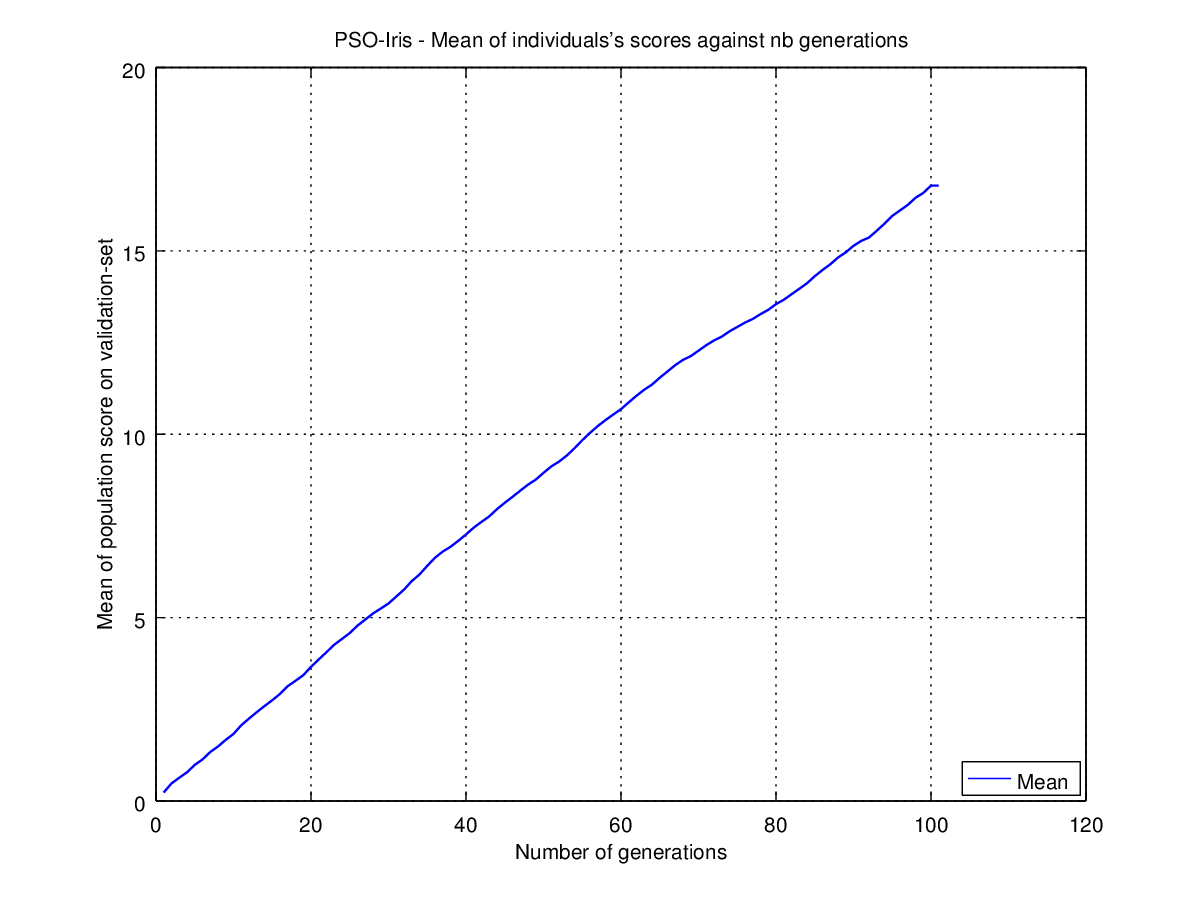 PSO-Iris - Mean of individuals's scores against nb generations
20
15
10
5
0
Mean of population score on validation-set
0 20 40 60 80 100 120
Number of generations
Mean